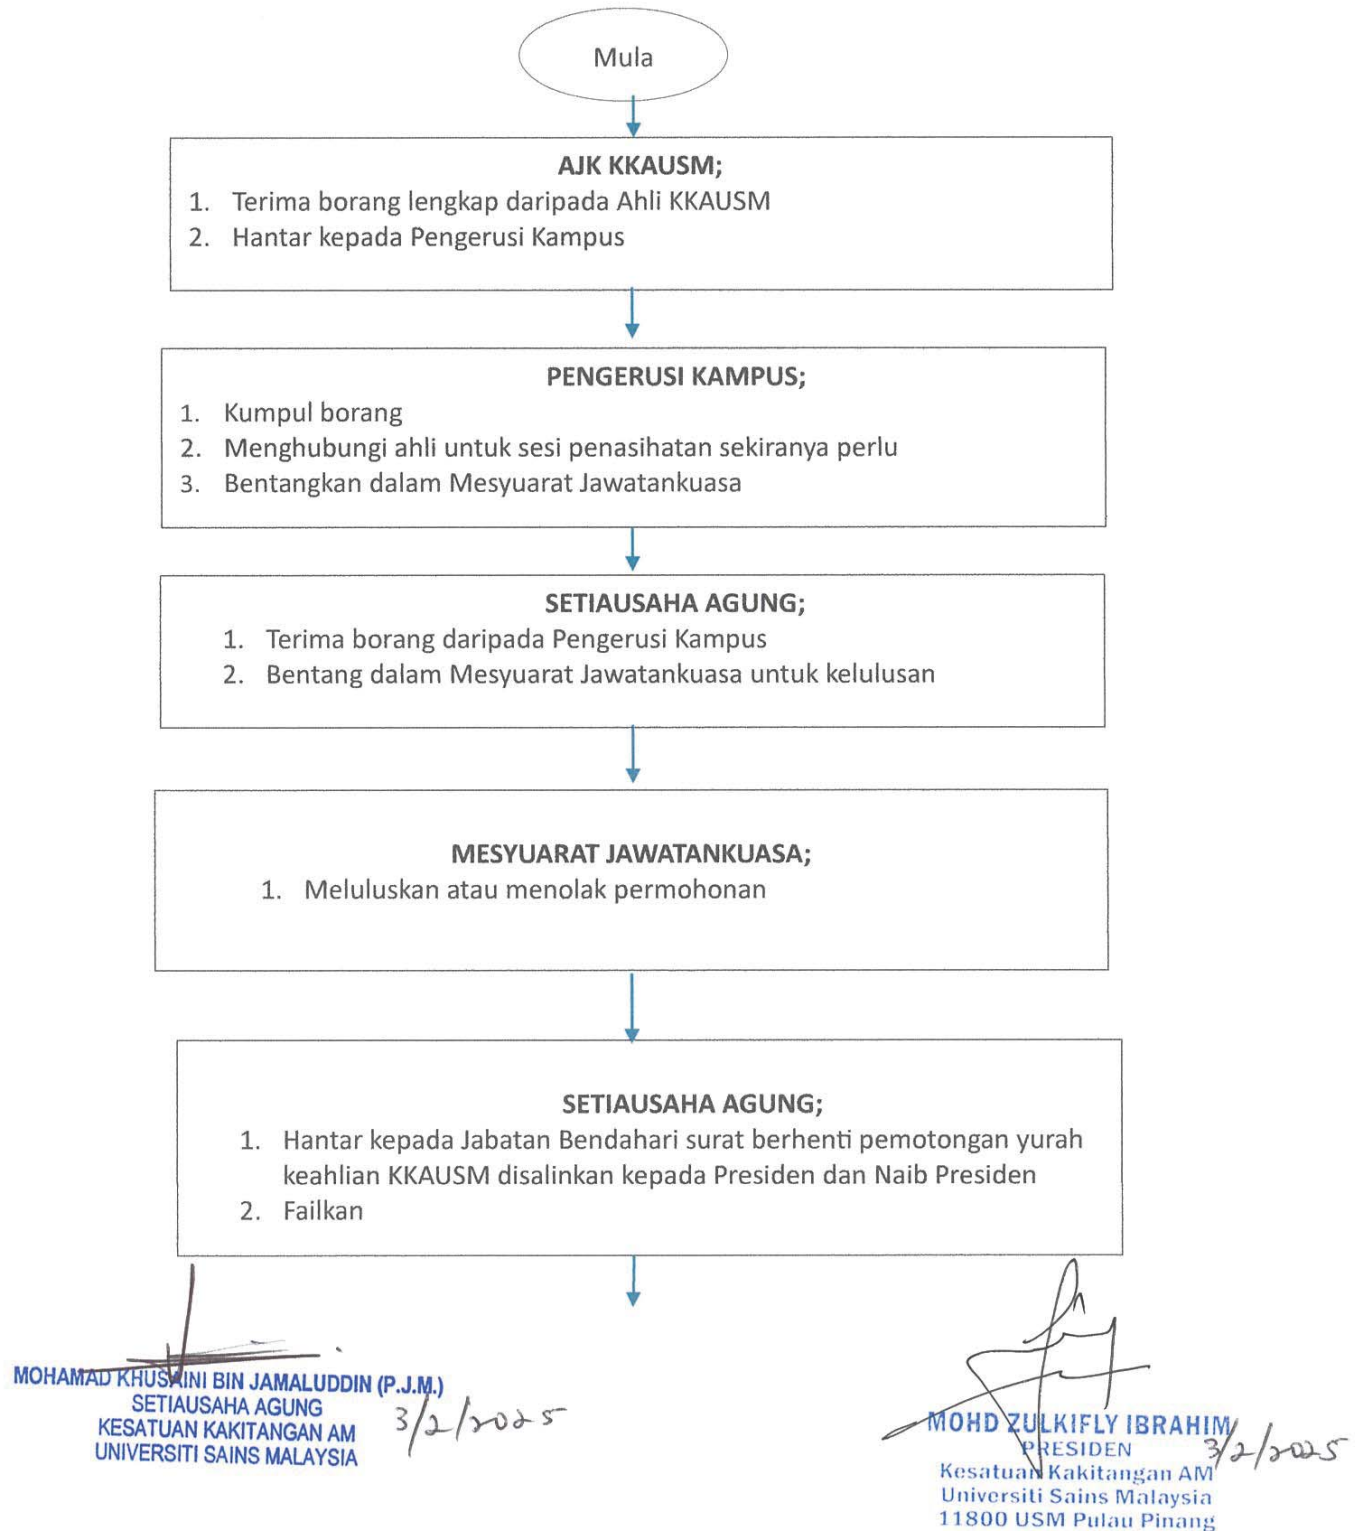 Mula
AJK KKAUSM;
1. Terima borang lengkap daripada Ahli KKAUSM
2. Hantar kepada Pengerusi Kampus
PENGERUSI KAMPUS;
1. Kumpul borang
2. Menghubungi ahli untuk sesi penasihatan sekiranya perlu
3. Bentangkan dalam Mesyuarat Jawatankuasa
SETIAUSAHA AGUNG;
1. Terima borang daripada Pengerusi Kampus
2. Bentang dalam Mesyuarat Jawatankuasa untuk kelulusan
MESYUARAT JAWATANKUASA;
1. Meluluskan atau menolak permohonan
SETIAUSAHA AGUNG;
1. Hantar kepada Jabatan Bendahari surat berhenti pemotongan yurah
keahlian KKAUSM disalinkan kepada Presiden dan Naib Presiden
2. Failkan
MOHAMAD KHUSAINI BIN JAMALUDDIN (P.J.M.)
SETIAUSAHA AGUNG
KESATUAN KAKITANGAN AM
UNIVERSITI SAINS MALAYSIA
3/2/2025
MOHD ZULKIFLY IBRAHIM
PRESIDEN
Kesatuan Kakitangan AM
Universiti Sains Malaysia
11800 USM Pulau Pinang
3/2/2025